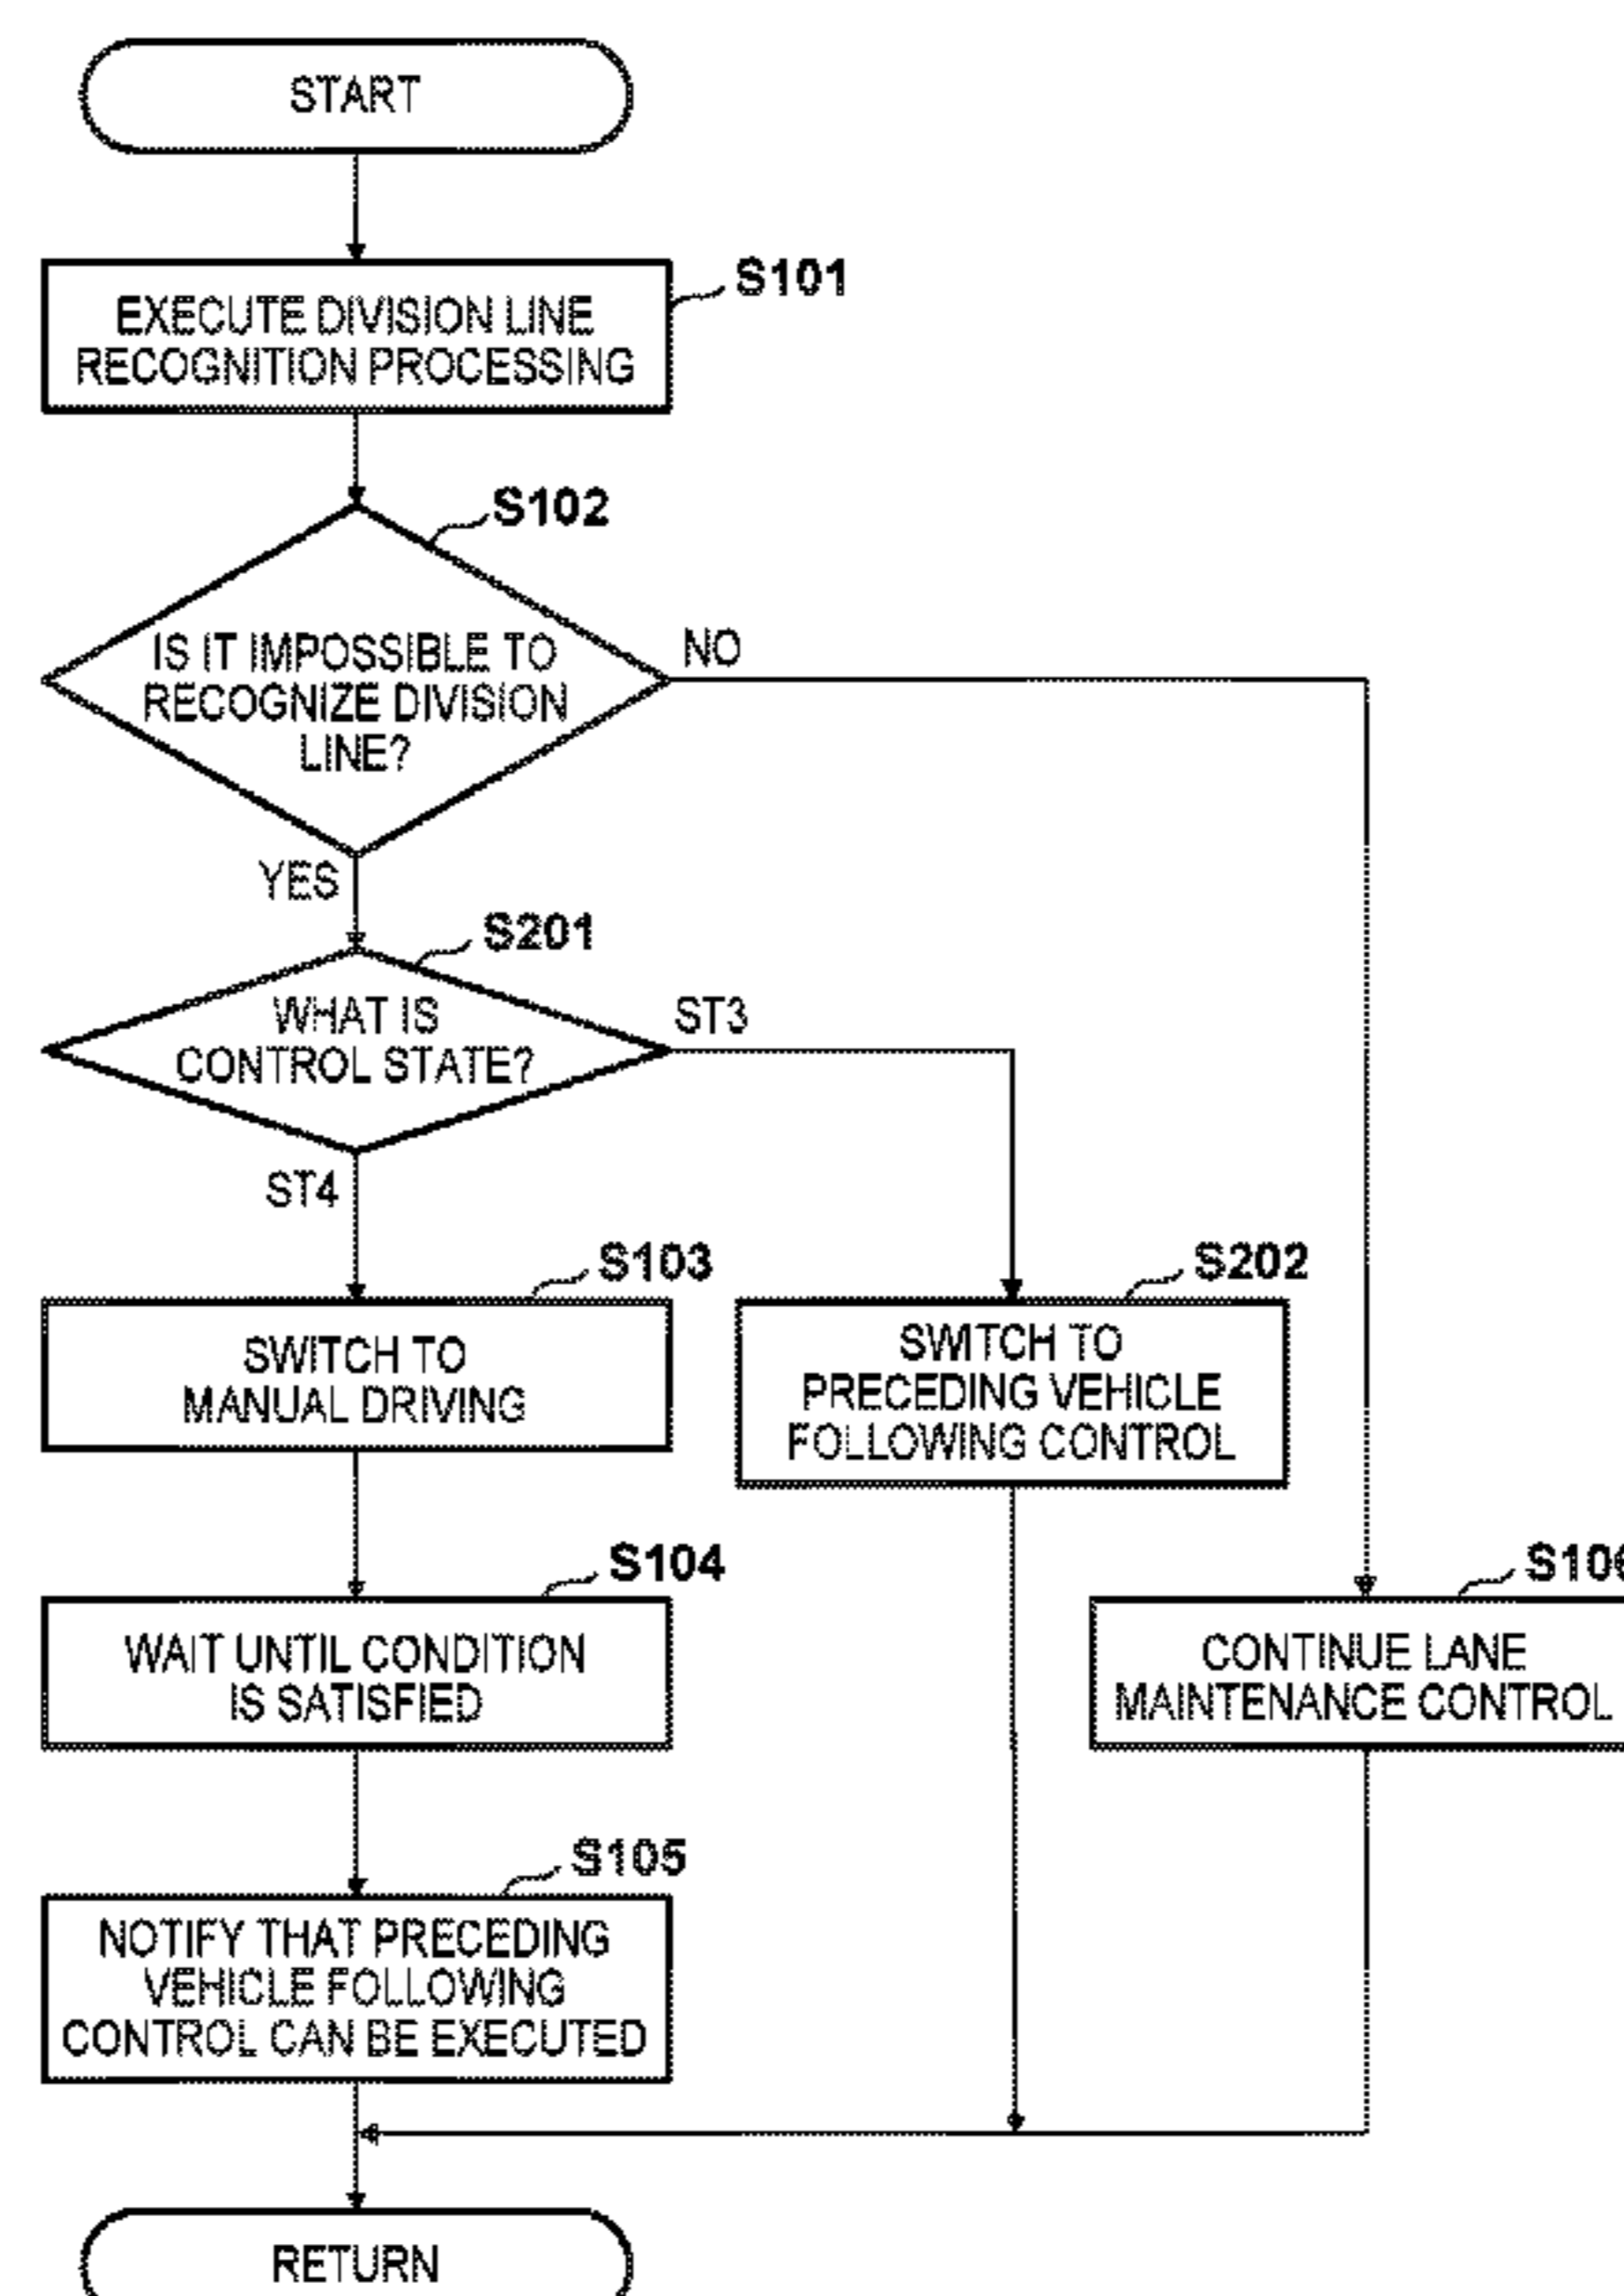 START
S101
EXECUTE DIVISION LINE
RECOGNITION PROCESSING
S102
IS IT IMPOSSIBLE TO
RECOGNIZE DIVISION
LINE?
NO
YES
S201
WHAT IS
CONTROL STATE?
ST3
ST4
S103
SWITCH TO
MANUAL DRIVING
S202
SWITCH TO
PRECEDING VEHICLE
FOLLOWING CONTROL
S104
WAIT UNTIL CONDITION
IS SATISFIED
S106
CONTINUE LANE
MAINTENANCE CONTROL
S105
NOTIFY THAT PRECEDING
VEHICLE FOLLOWING
CONTROL CAN BE EXECUTED
RETURN